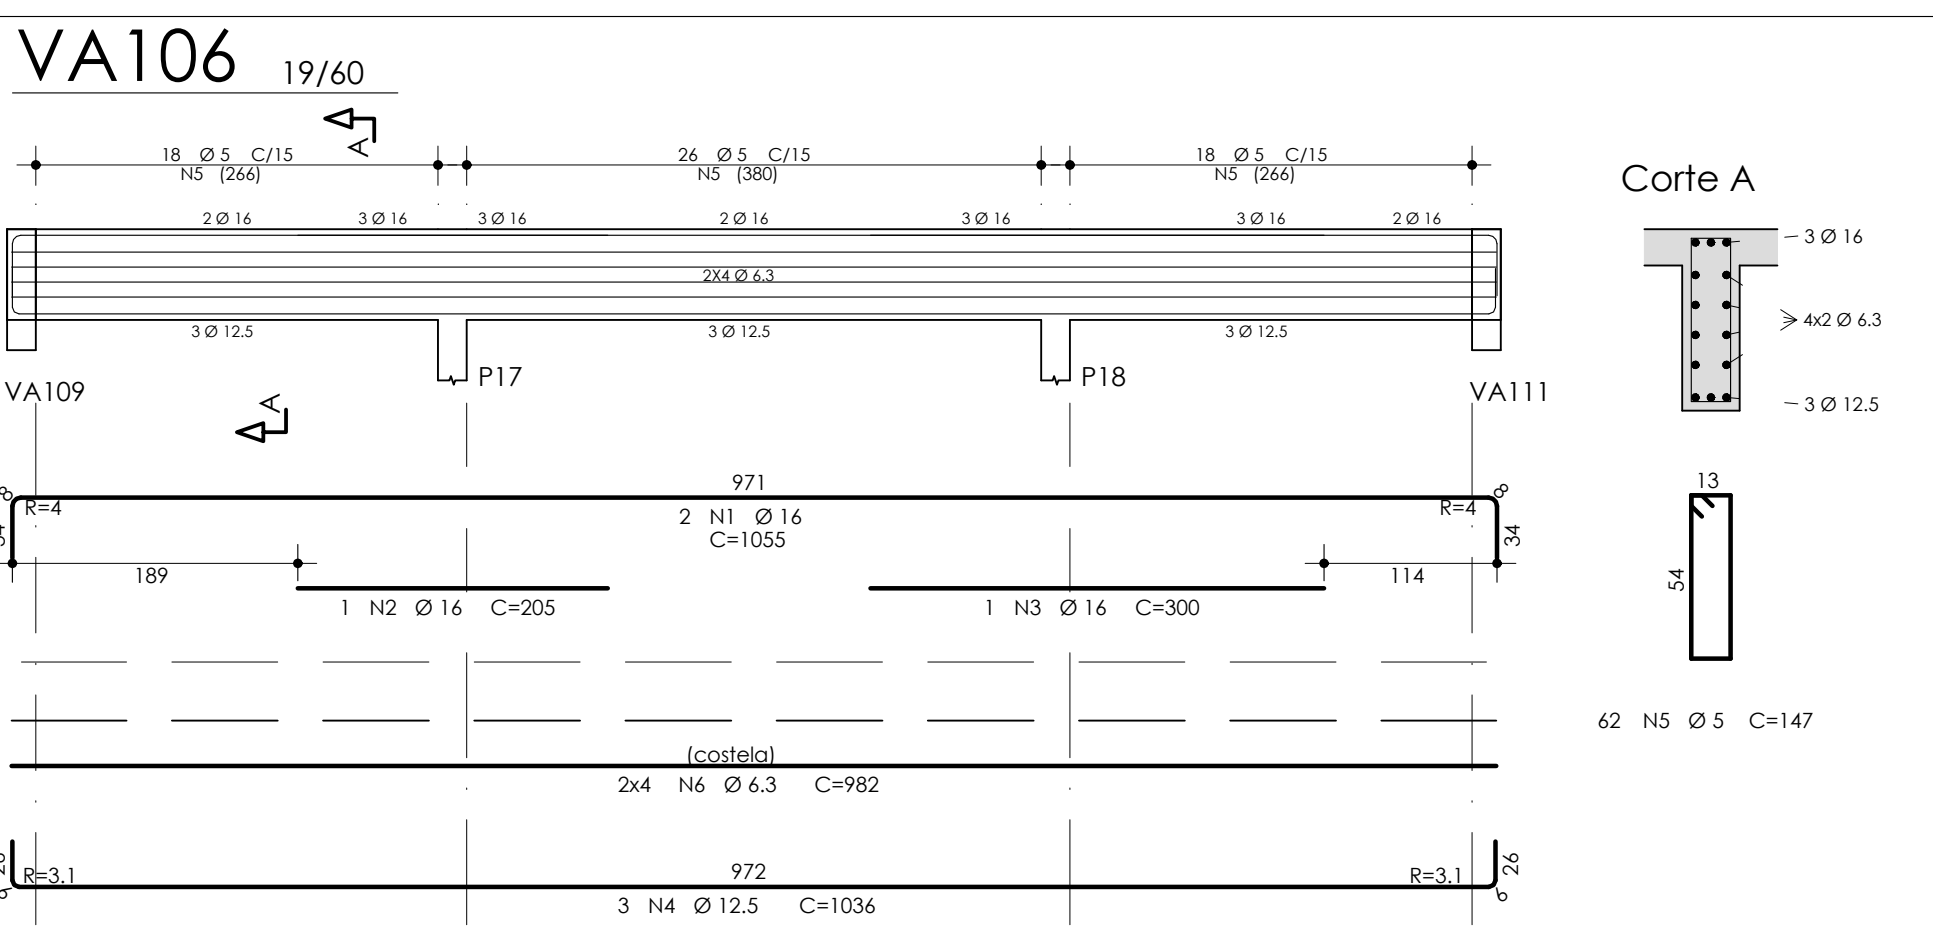 VA106 19/60
A
18 Ø 5 C/15
N5 (266)
26 Ø 5 C/15
N5 (380)
18 Ø 5 C/15
N5 (266)
Corte A
2 Ø 16 3 Ø 16 3 Ø 16 2 Ø 16 3 Ø 16 3 Ø 16 2 Ø 16
3 Ø 16
2X4 Ø 6.3
4x2 Ø 6.3
3 Ø 12.5 3 Ø 12.5 3 Ø 12.5
P17 P18
VA109 VA111
A
3 Ø 12.5
971
8 R=4 R=4 8
2 N1 Ø 16
C=1055
34
13
54
189 114
1 N2 Ø 16 C=205
1 N3 Ø 16 C=300
62 N5 Ø 5 C=147
(costela)
2x4 N6 Ø 6.3 C=982
972
R=3.1 R=3.1
26
6
3 N4 Ø 12.5 C=1036